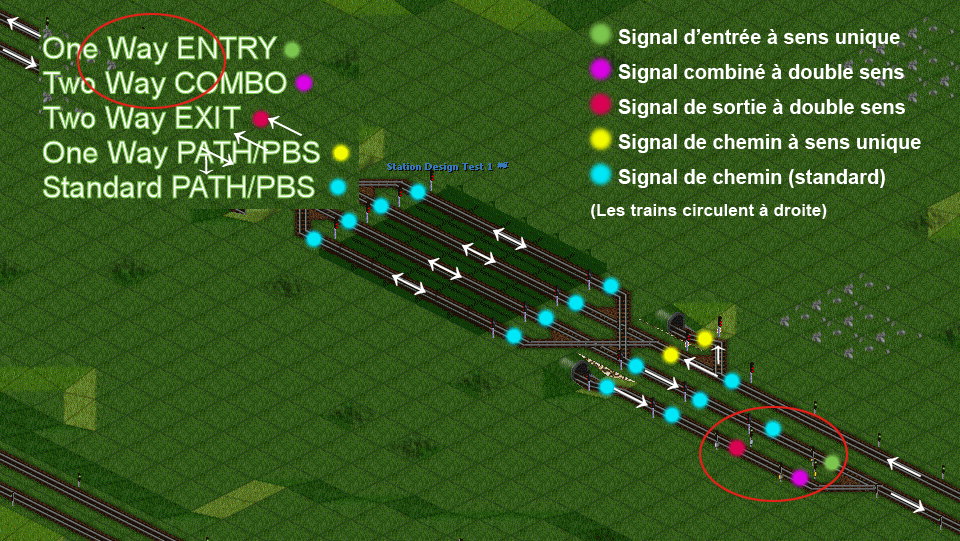 One Way ENTRY
Two Way COMBO
Two Way EXIT
One Way PATH/PBS
Standard PATH/PBS
Signal d'entrée à sens unique
Signal combiné à double sens
Signal de sortie à double sens
Signal de chemin à sens unique
Signal de chemin (standard)
(Les trains circulent à droite)
Station Design Test 1